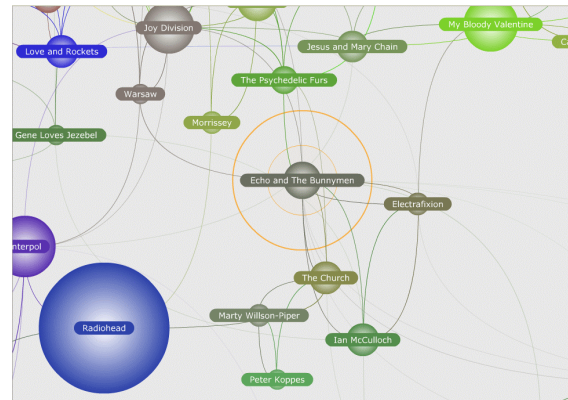 My Bloody Valentine
Joy Division
Jesus and Mary Chain
Love and Rockets
The Psychedelic Furs
Warsaw
Morrissey
Gene Loves Jezebel
Echo and The Bunnymen
Electrafixion
nterpol
The Church
Marty Willson-Piper
Radiohead
Ian McCulloch
Peter Koppes